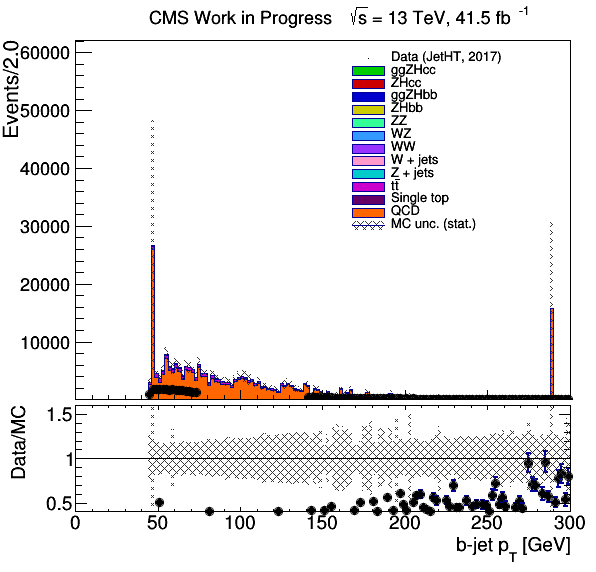 CMS Work in Progress √s = 13 TeV, 41.5 fb⁻¹
Events/2.0
60000
50000
40000
30000
20000
10000
Data (JetHT, 2017)
ggZHcc
ZHcc
ggZHbb
ZHbb
ZZ
WZ
WW
W + jets
Z + jets
tt̄
Single top
QCD
MC unc. (stat.)
Data/MC
1.5
1
0.5
0 50 100 150 200 250 300
b-jet p_T [GeV]